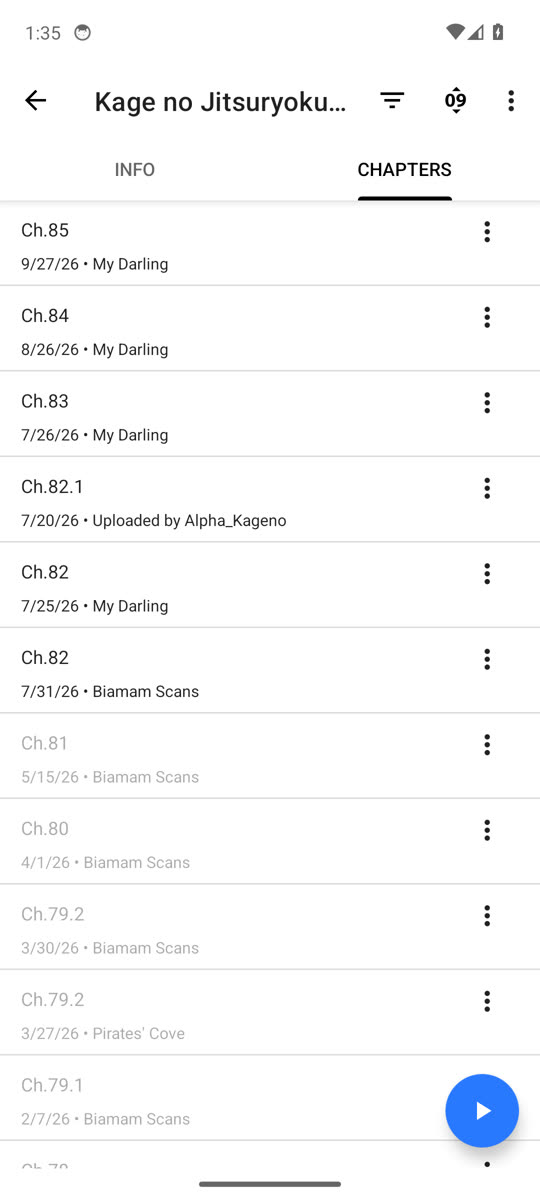 1:35
Kage no Jitsuryoku...
09
INFO
CHAPTERS
Ch.85
9/27/26 • My Darling
Ch.84
8/26/26 • My Darling
Ch.83
7/26/26 • My Darling
Ch.82.1
7/20/26 • Uploaded by Alpha_Kageno
Ch.82
7/25/26 • My Darling
Ch.82
7/31/26 • Biamam Scans
Ch.81
5/15/26 • Biamam Scans
Ch.80
4/1/26 • Biamam Scans
Ch.79.2
3/30/26 • Biamam Scans
Ch.79.2
3/27/26 • Pirates' Cove
Ch.79.1
2/7/26 • Biamam Scans